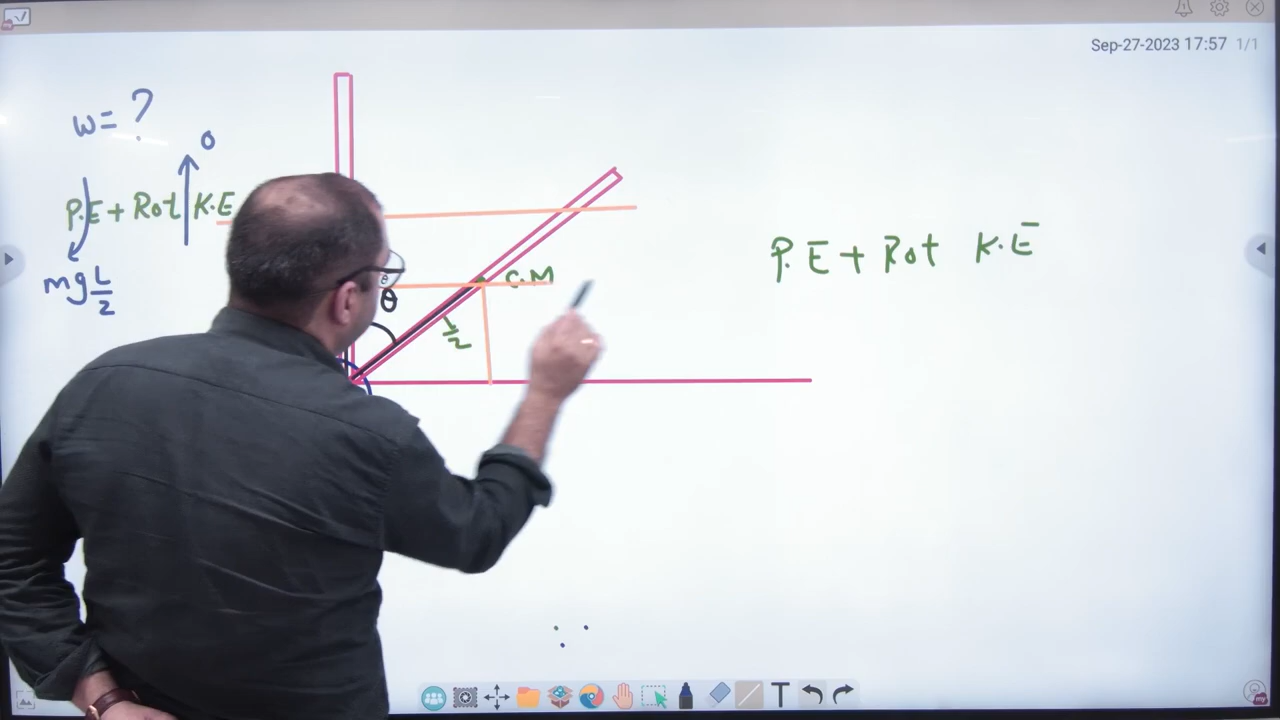 Sep-27-2023 17:57 1/1
w = ?
0
P.E + Rot K.E
mg L/2
θ
θ
C.M
L/2
P.E + Rot K.E
T